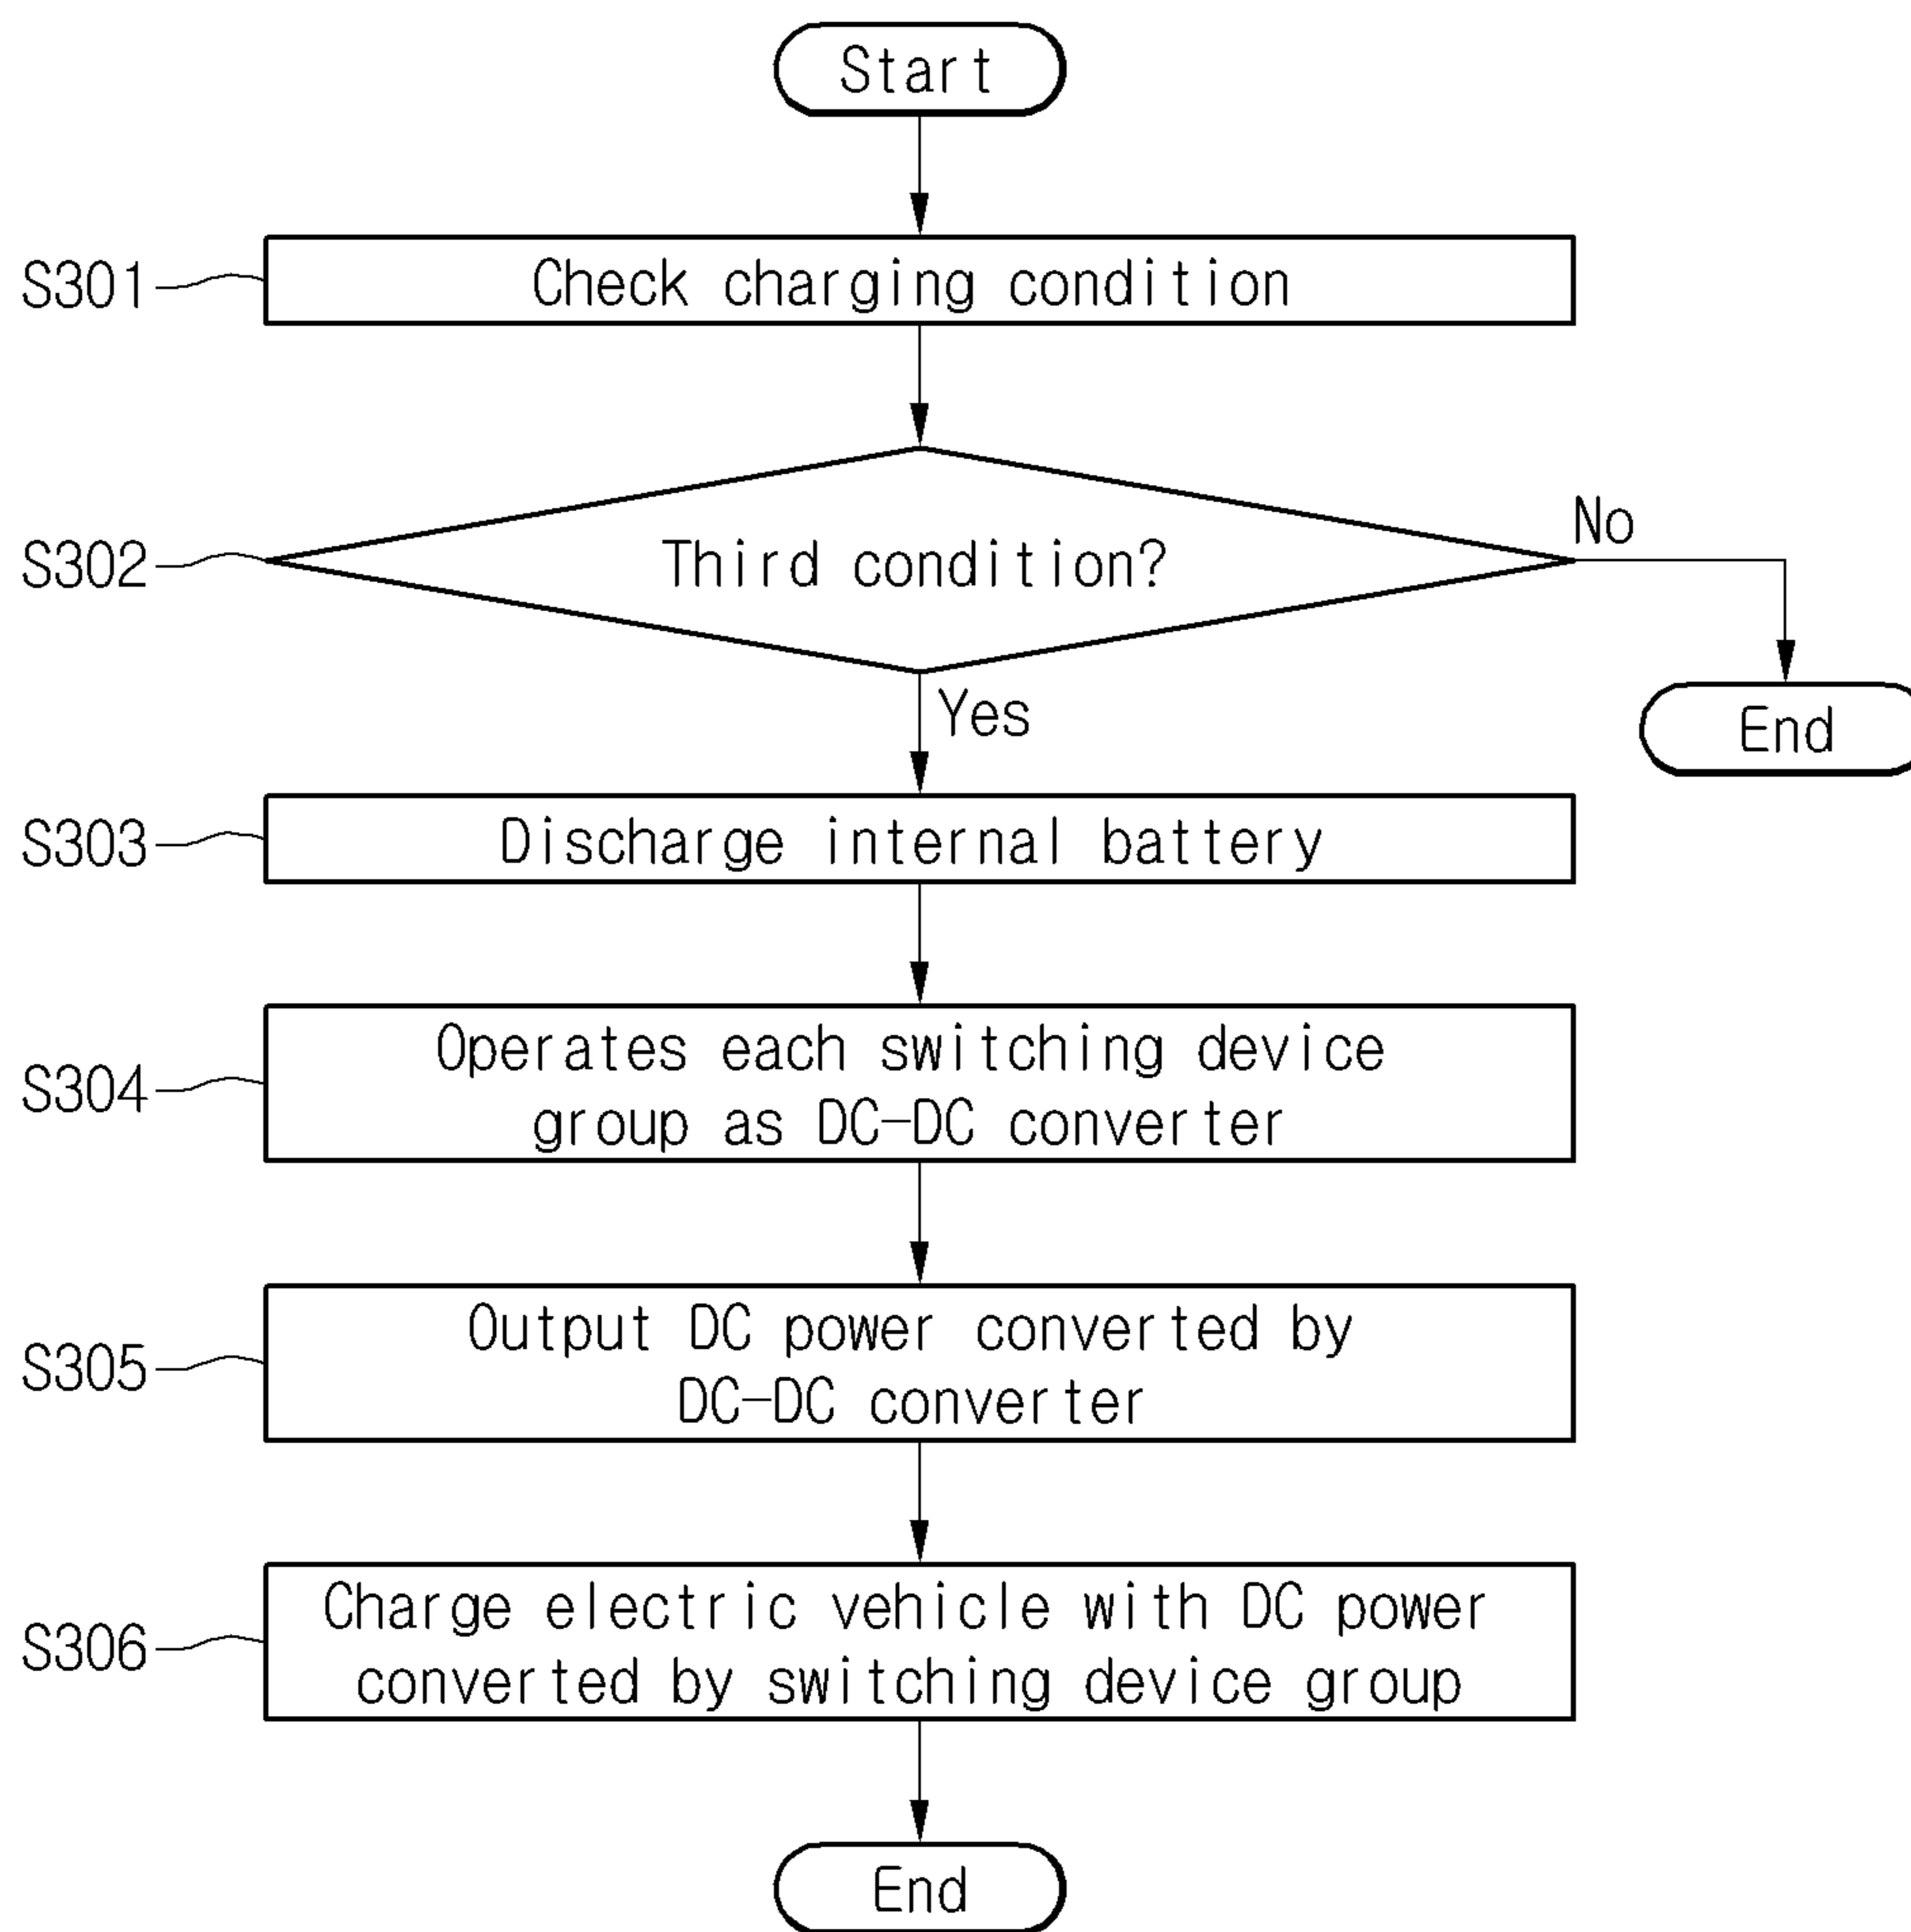 Start
S301
Check charging condition
S302
Third condition?
No
Yes
End
S303
Discharge internal battery
S304
Operates each switching device
group as DC-DC converter
S305
Output DC power converted by
DC-DC converter
S306
Charge electric vehicle with DC power
converted by switching device group
End